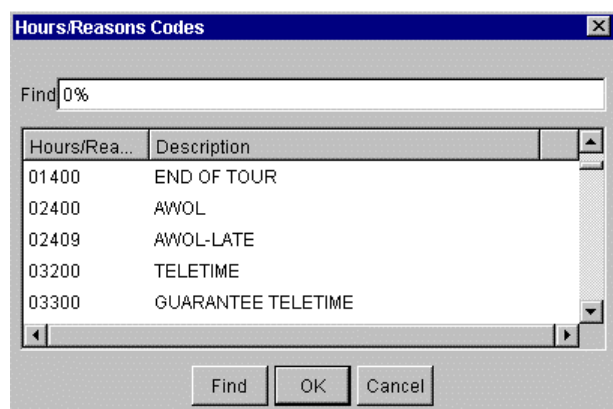 Hours/Reasons Codes
Find 0%
Hours/Rea... Description
01400 END OF TOUR
02400 AWOL
02409 AWOL-LATE
03200 TELETIME
03300 GUARANTEE TELETIME
Find OK Cancel